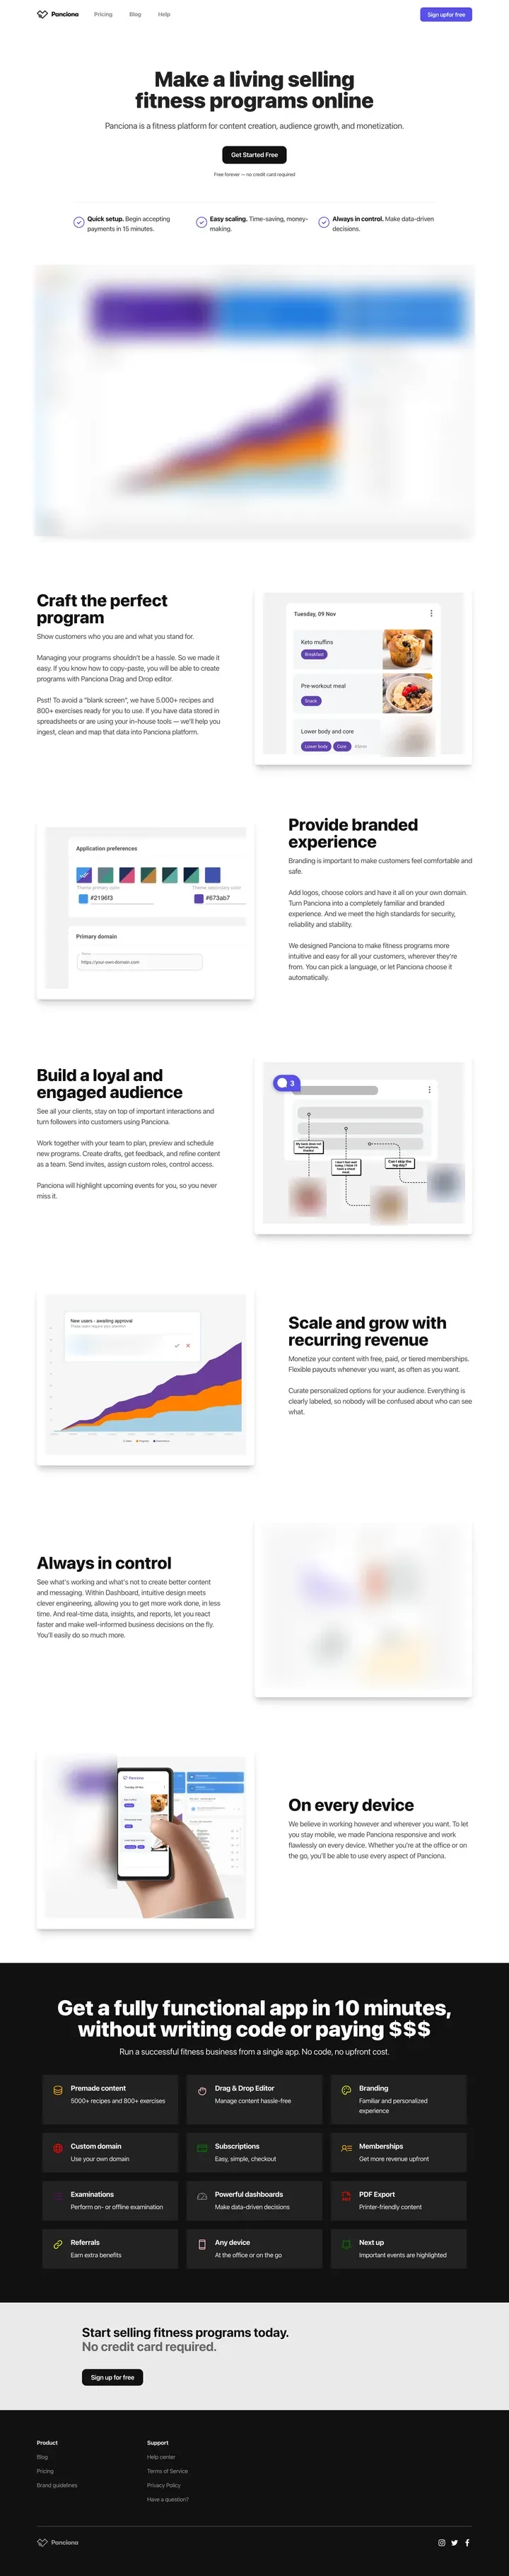 Panciona
Pricing
Blog
Help
Sign upfor free
Make a living selling
fitness programs online
Panciona is a fitness platform for content creation, audience growth, and monetization.
Get Started Free
Free forever — no credit card required
Quick setup. Begin accepting
payments in 15 minutes.
Easy scaling. Time-saving, money-
making.
Always in control. Make data-driven
decisions.
Craft the perfect
program
Show customers who you are and what you stand for.
Managing your programs shouldn't be a hassle. So we made it
easy. If you know how to copy-paste, you will be able to create
programs with Panciona Drag and Drop editor.
Psst! To avoid a "blank screen", we have 5.000+ recipes and
800+ exercises ready for you to use. If you have data stored in
spreadsheets or are using your in-house tools — we'll help you
ingest, clean and map that data into Panciona platform.
Tuesday, 09 Nov
Keto muffins
Breakfast
Pre-workout meal
Snack
Lower body and core
Lower body
Core
Application preferences
Theme primary color
Theme secondary color
#2196f3
#673ab7
Primary domain
Name
https://your-own-domain.com
Provide branded
experience
Branding is important to make customers feel comfortable and
safe.
Add logos, choose colors and have it all on your own domain.
Turn Panciona into a completely familiar and branded
experience. And we meet the high standards for security,
reliability and stability.
We designed Panciona to make fitness programs more
intuitive and easy for all your customers, wherever they're
from. You can pick a language, or let Panciona choose it
automatically.
Build a loyal and
engaged audience
See all your clients, stay on top of important interactions and
turn followers into customers using Panciona.
Work together with your team to plan, preview and schedule
new programs. Create drafts, get feedback, and refine content
as a team. Send invites, assign custom roles, control access.
Panciona will highlight upcoming events for you, so you never
miss it.
3
My back does not
hurt anymore,
thanks!
Can I skip the
leg day?
New users - awaiting approval
Scale and grow with
recurring revenue
Monetize your content with free, paid, or tiered memberships.
Flexible payouts whenever you want, as often as you want.
Curate personalized options for your audience. Everything is
clearly labeled, so nobody will be confused about who can see
what.
Always in control
See what's working and what's not to create better content
and messaging. Within Dashboard, intuitive design meets
clever engineering, allowing you to get more work done, in less
time. And real-time data, insights, and reports, let you react
faster and make well-informed business decisions on the fly.
You'll easily do so much more.
Panciona
On every device
We believe in working however and wherever you want. To let
you stay mobile, we made Panciona responsive and work
flawlessly on every device. Whether you're at the office or on
the go, you'll be able to use every aspect of Panciona.
Get a fully functional app in 10 minutes,
without writing code or paying $$$
Run a successful fitness business from a single app. No code, no upfront cost.
Premade content
5000+ recipes and 800+ exercises
Drag & Drop Editor
Manage content hassle-free
Branding
Familiar and personalized
experience
Custom domain
Use your own domain
Subscriptions
Easy, simple, checkout
Memberships
Get more revenue upfront
Examinations
Perform on- or offline examination
Powerful dashboards
Make data-driven decisions
PDF Export
Printer-friendly content
Referrals
Earn extra benefits
Any device
At the office or on the go
Next up
Important events are highlighted
Start selling fitness programs today.
No credit card required.
Sign up for free
Product
Blog
Pricing
Brand guidelines
Support
Help center
Terms of Service
Privacy Policy
Have a question?
Panciona